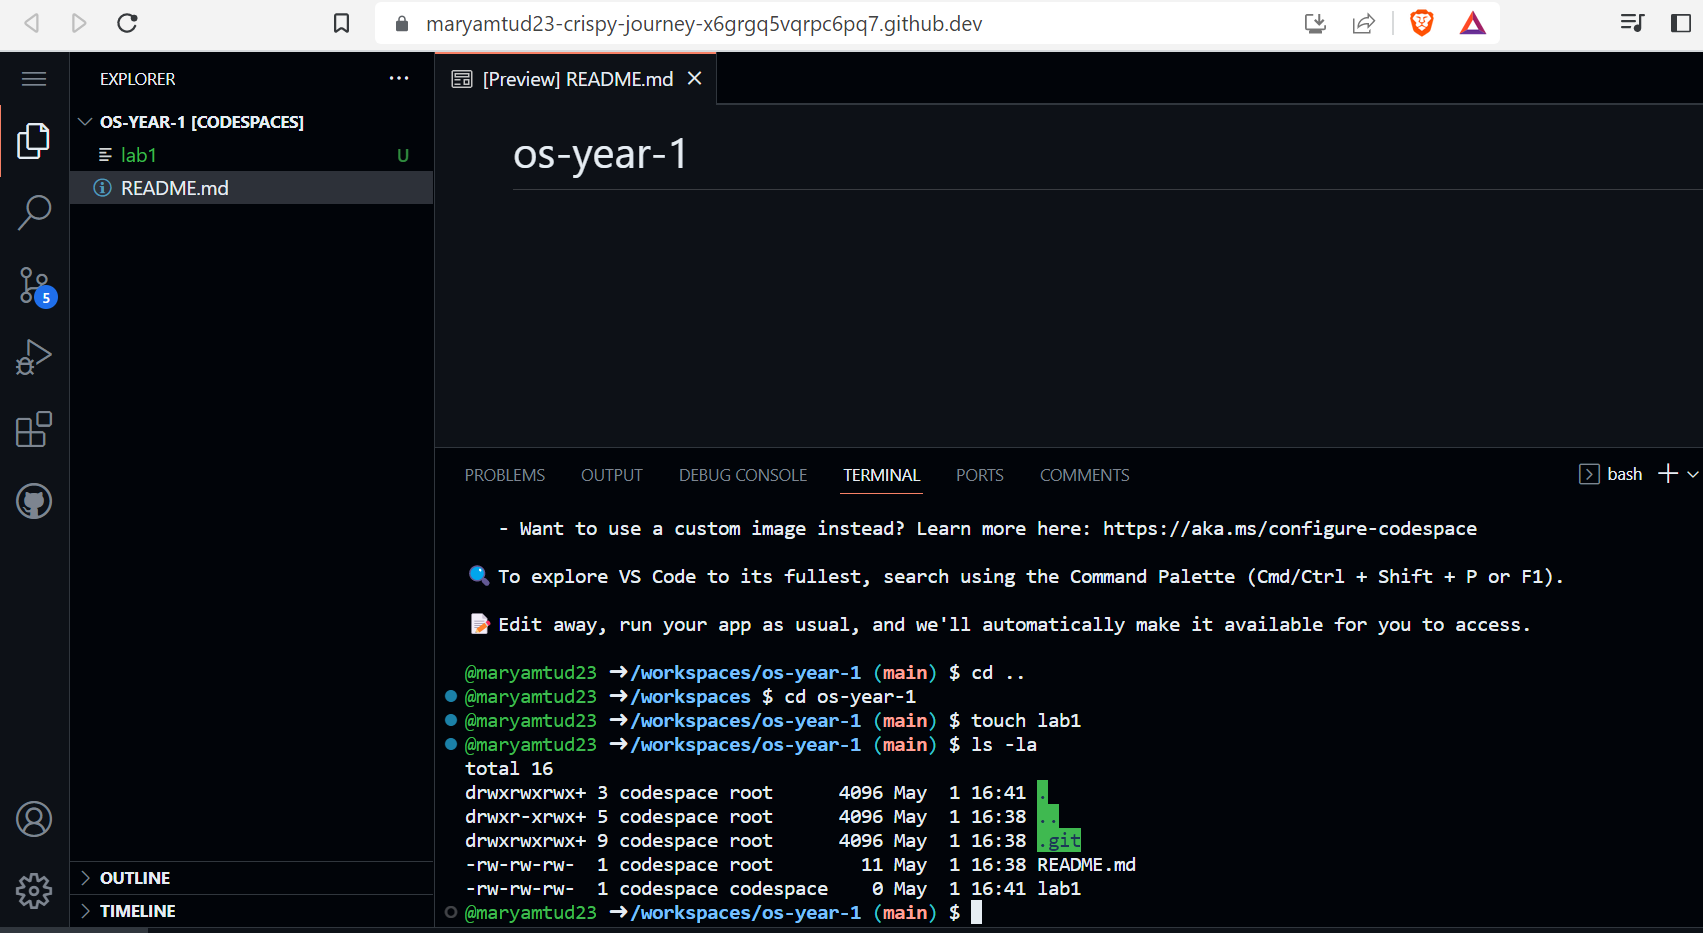 maryamtud23-crispy-journey-x6grgq5vqrpc6pq7.github.dev
EXPLORER
OS-YEAR-1 [CODESPACES]
lab1 U
README.md
5
OUTLINE
TIMELINE
[Preview] README.md
os-year-1
PROBLEMS OUTPUT DEBUG CONSOLE TERMINAL PORTS COMMENTS
bash
- Want to use a custom image instead? Learn more here: https://aka.ms/configure-codespace
To explore VS Code to its fullest, search using the Command Palette (Cmd/Ctrl + Shift + P or F1).
Edit away, run your app as usual, and we'll automatically make it available for you to access.
@maryamtud23 ➜/workspaces/os-year-1 (main) $ cd ..
@maryamtud23 ➜/workspaces $ cd os-year-1
@maryamtud23 ➜/workspaces/os-year-1 (main) $ touch lab1
@maryamtud23 ➜/workspaces/os-year-1 (main) $ ls -la
total 16
drwxrwxrwx+ 3 codespace root      4096 May  1 16:41 .
drwxr-xrwx+ 5 codespace root      4096 May  1 16:38 ..
drwxrwxrwx+ 9 codespace root      4096 May  1 16:38 .git
-rw-rw-rw-  1 codespace root        11 May  1 16:38 README.md
-rw-rw-rw-  1 codespace codespace    0 May  1 16:41 lab1
@maryamtud23 ➜/workspaces/os-year-1 (main) $